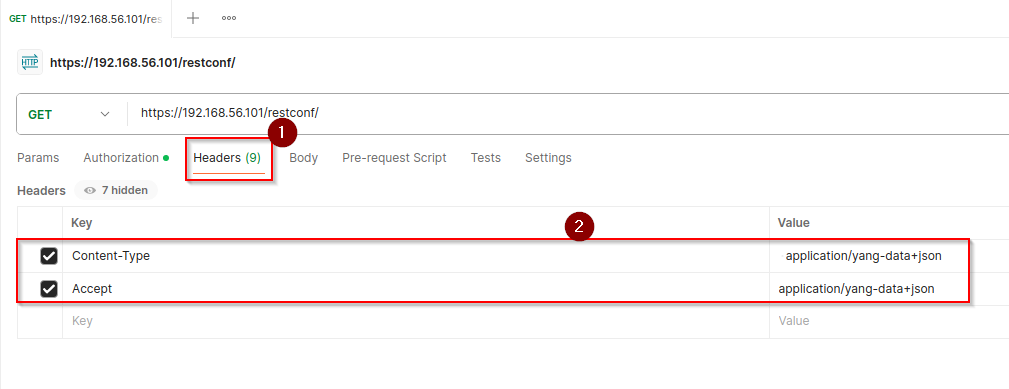 GET https://192.168.56.101/res
HTTP https://192.168.56.101/restconf/
GET https://192.168.56.101/restconf/
1
Params Authorization Headers (9) Body Pre-request Script Tests Settings
Headers 7 hidden
2
Key Value
Content-Type application/yang-data+json
Accept application/yang-data+json
Key Value